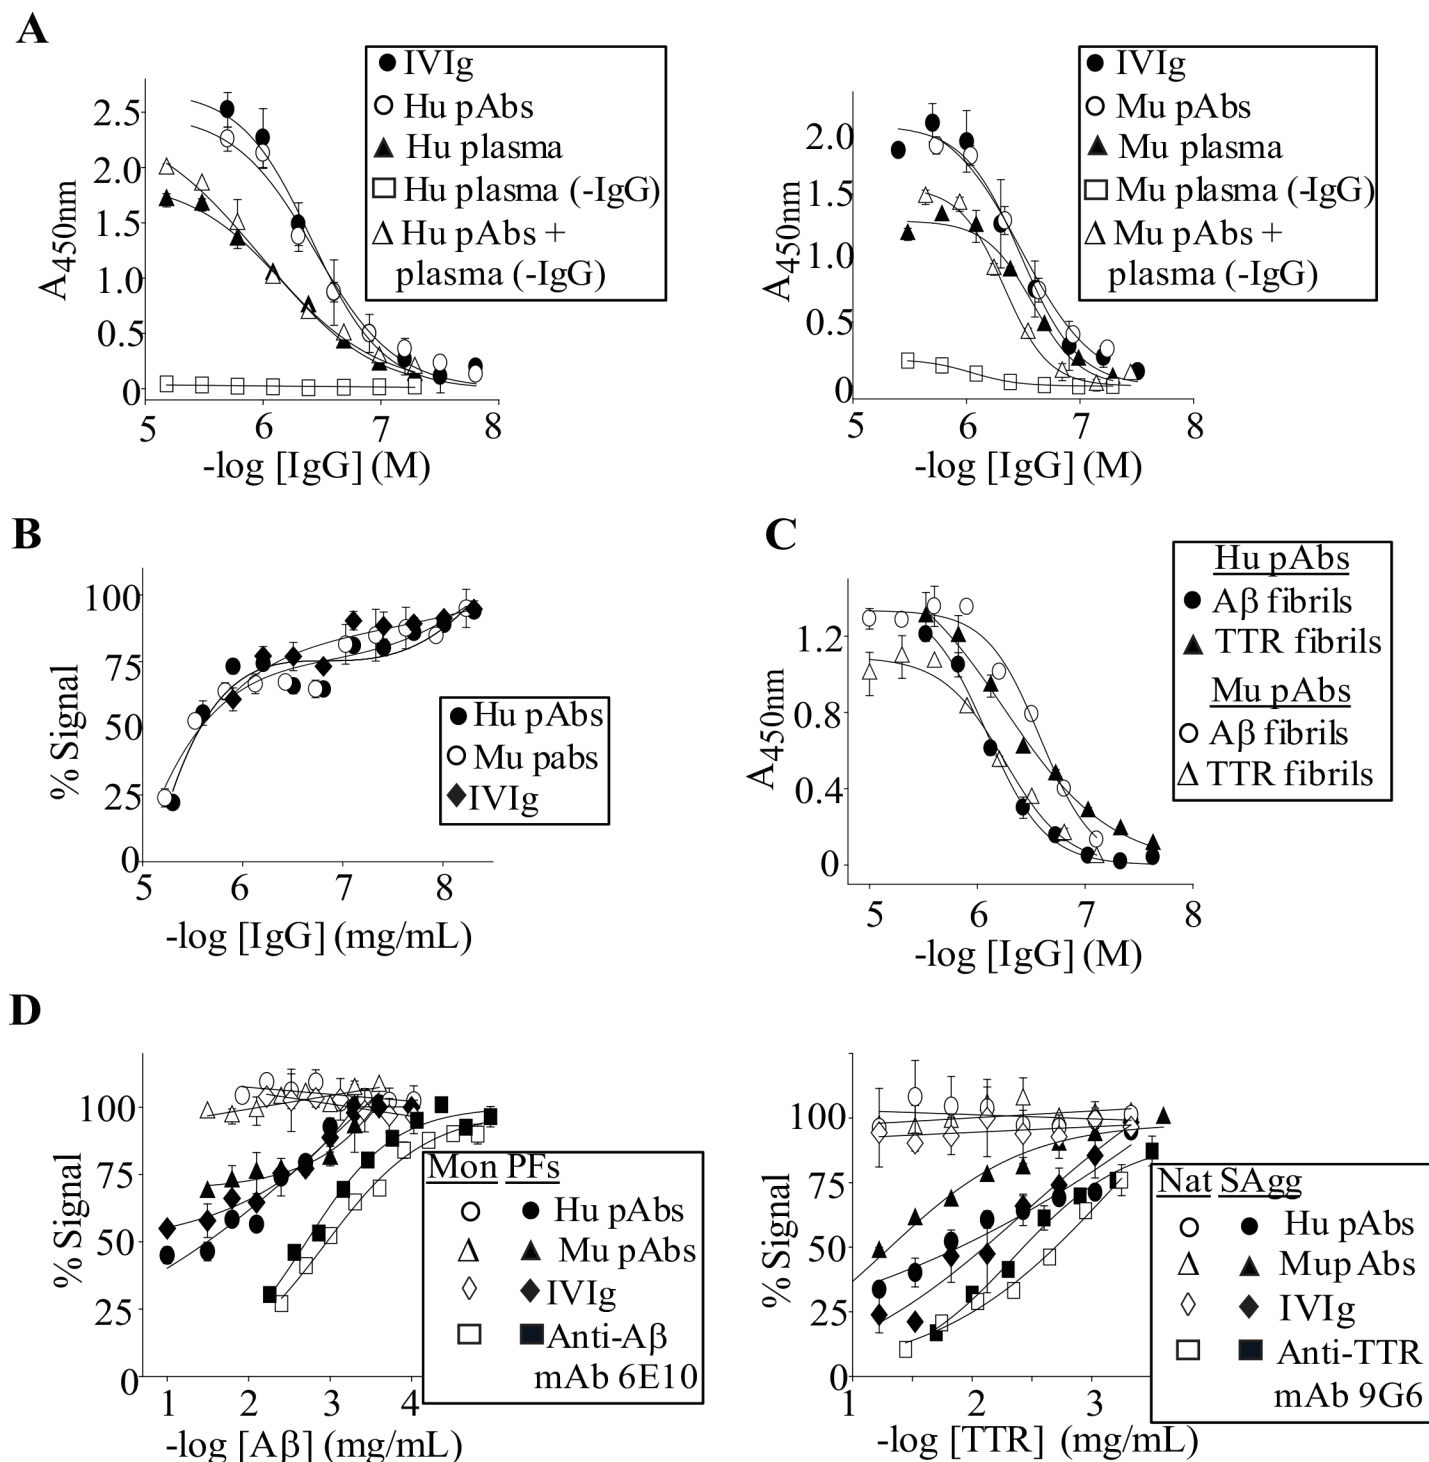 A
IVIg
Hu pAbs
Hu plasma
Hu plasma (-IgG)
Hu pAbs +
plasma (-IgG)
2.5
2.0
1.5
1.0
0.5
0
A450nm
5 6 7 8
-log [IgG] (M)
IVIg
Mu pAbs
Mu plasma
Mu plasma (-IgG)
Mu pAbs +
plasma (-IgG)
2.0
1.5
1.0
0.5
0
A450nm
5 6 7 8
-log [IgG] (M)
B
100
75
50
25
0
% Signal
Hu pAbs
Mu pabs
IVIg
5 6 7 8
-log [IgG] (mg/mL)
C
Hu pAbs
Aβ fibrils
TTR fibrils
Mu pAbs
Aβ fibrils
TTR fibrils
1.2
0.8
0.4
0
A450nm
5 6 7 8
-log [IgG] (M)
D
100
75
50
25
0
% Signal
Mon PFs
Hu pAbs
Mu pAbs
IVIg
Anti-Aβ
mAb 6E10
1 2 3 4
-log [Aβ] (mg/mL)
100
75
50
25
0
% Signal
Nat SAgg
Hu pAbs
Mup Abs
IVIg
Anti-TTR
mAb 9G6
1 2 3
-log [TTR] (mg/mL)